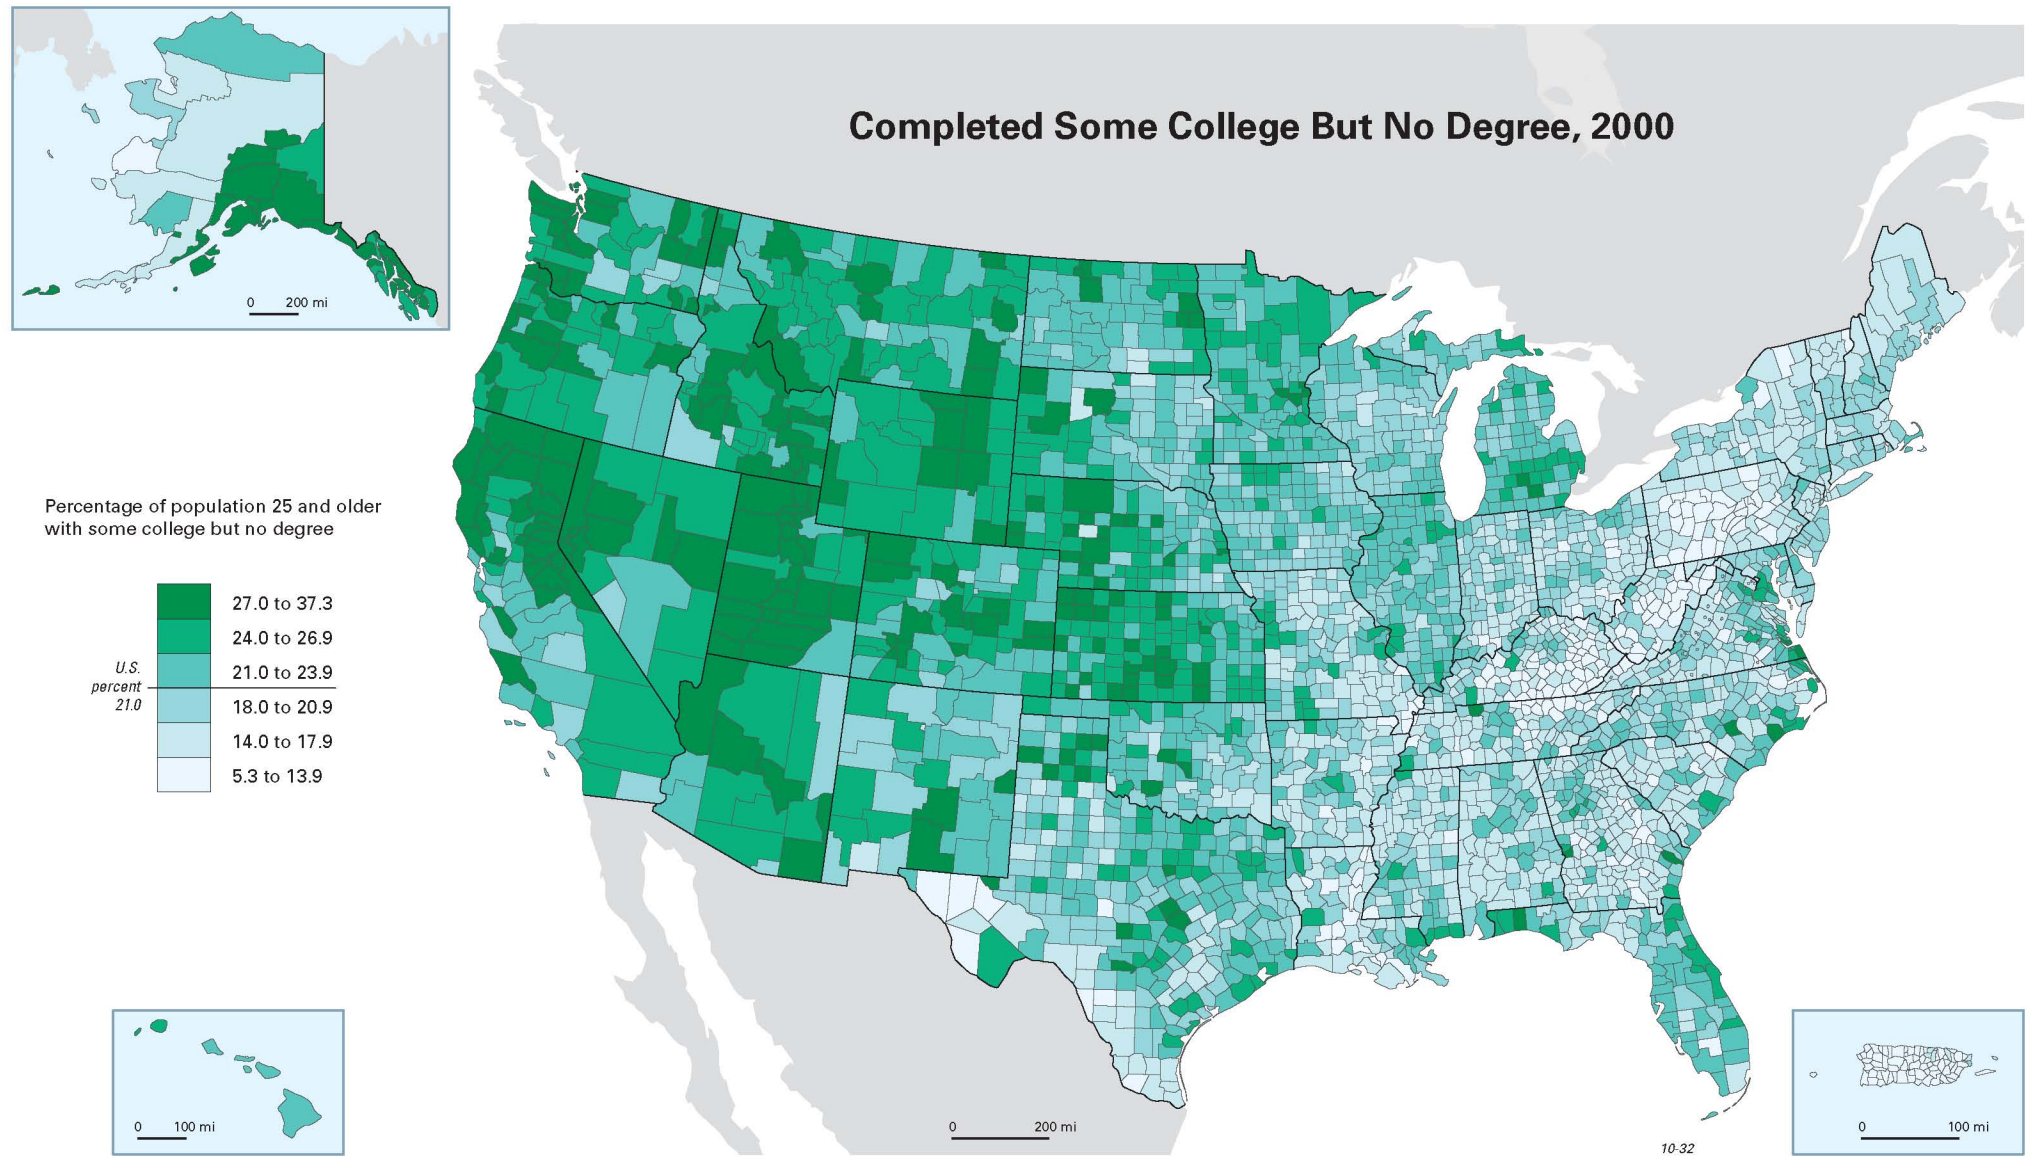 Completed Some College But No Degree, 2000
0 200 mi
Percentage of population 25 and older
with some college but no degree
27.0 to 37.3
24.0 to 26.9
21.0 to 23.9
18.0 to 20.9
14.0 to 17.9
5.3 to 13.9
U.S.
percent
21.0
0 100 mi
0 200 mi
0 100 mi
10-32